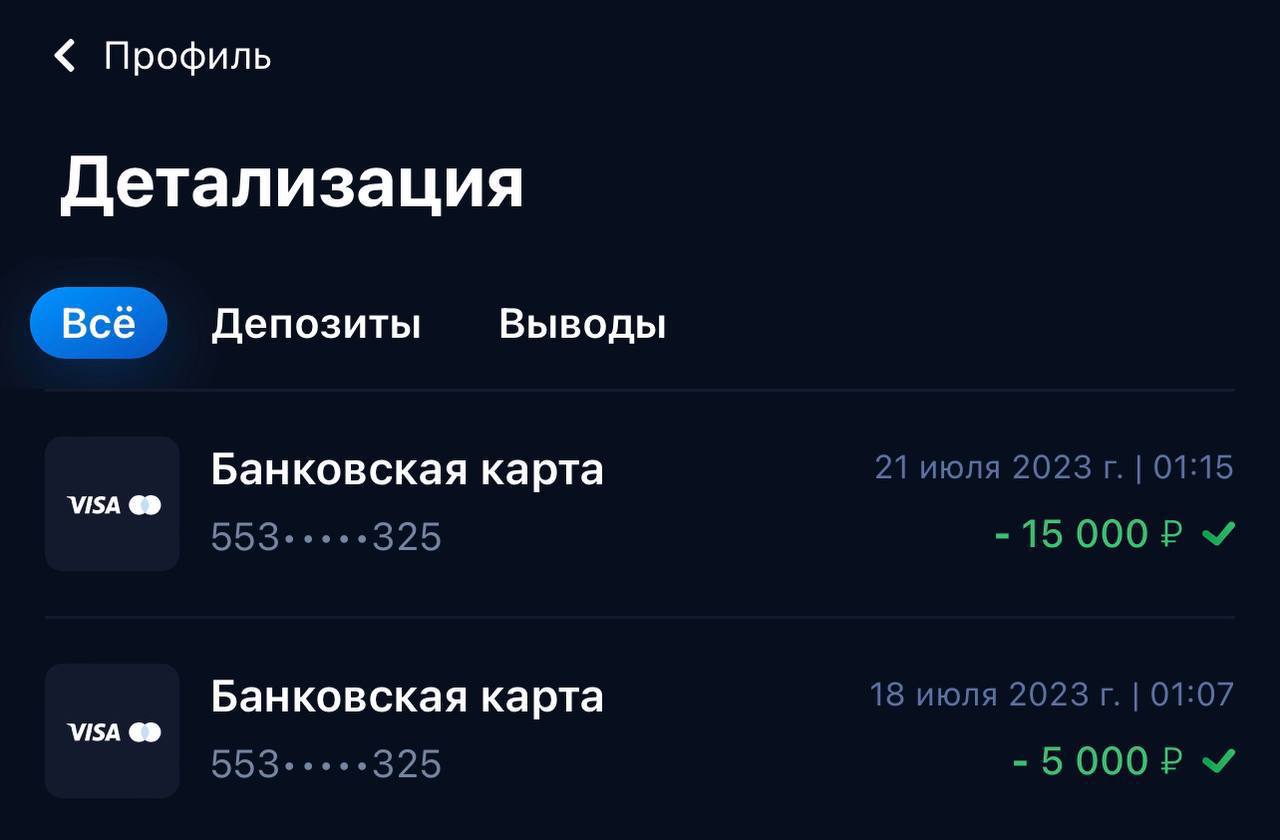 Профиль
Детализация
Всё Депозиты Выводы
Банковская карта 21 июля 2023 г. | 01:15
VISA 553•••••325 - 15 000 ₽
Банковская карта 18 июля 2023 г. | 01:07
VISA 553•••••325 - 5 000 ₽